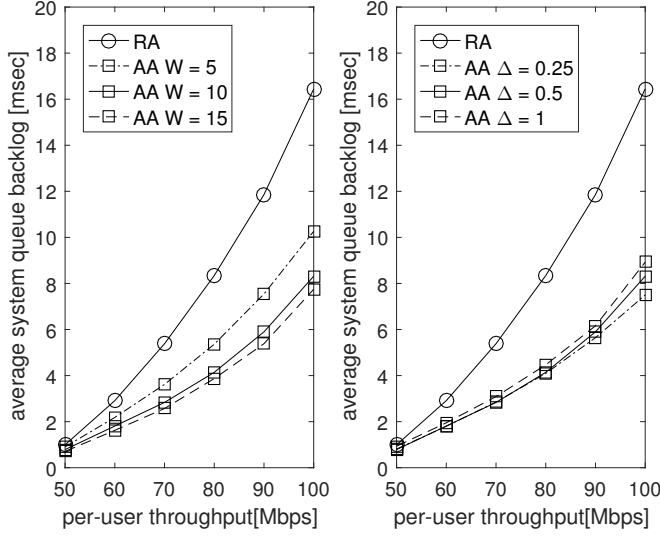 average system queue backlog [msec]
20
18
16
14
12
10
8
6
4
2
0
RA
AA W = 5
AA W = 10
AA W = 15
50 60 70 80 90 100
per-user throughput[Mbps]
average system queue backlog [msec]
20
18
16
14
12
10
8
6
4
2
0
RA
AA Δ = 0.25
AA Δ = 0.5
AA Δ = 1
50 60 70 80 90 100
per-user throughput[Mbps]